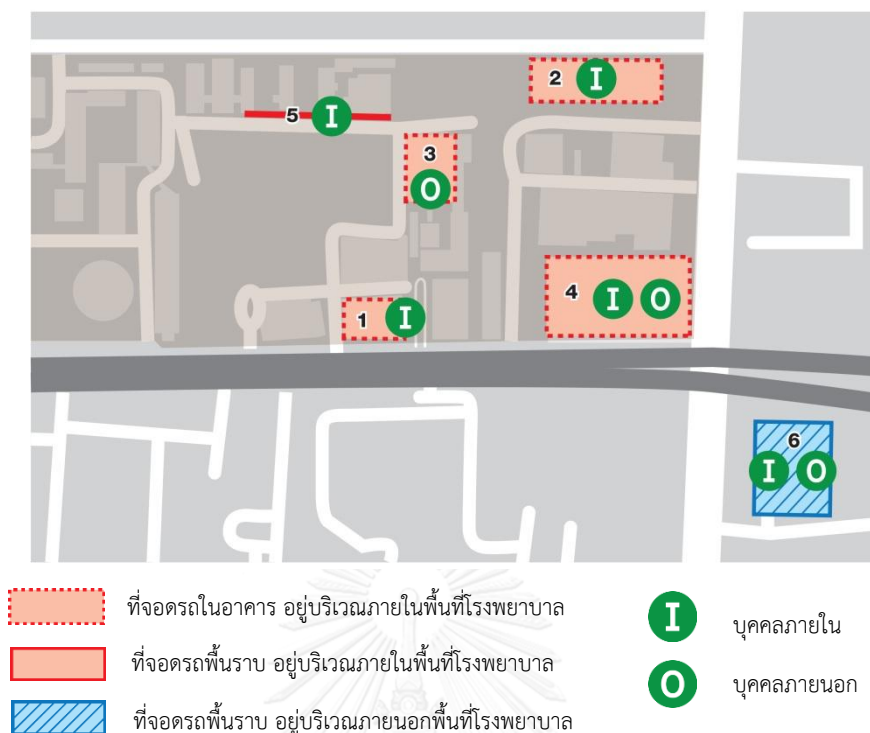 2 I
5 I
3
O
4 I O
1 I
6
I O
ที่จอดรถในอาคาร อยู่บริเวณภายในพื้นที่โรงพยาบาล
I บุคคลภายใน
ที่จอดรถพื้นราบ อยู่บริเวณภายในพื้นที่โรงพยาบาล
O บุคคลภายนอก
ที่จอดรถพื้นราบ อยู่บริเวณภายนอกพื้นที่โรงพยาบาล